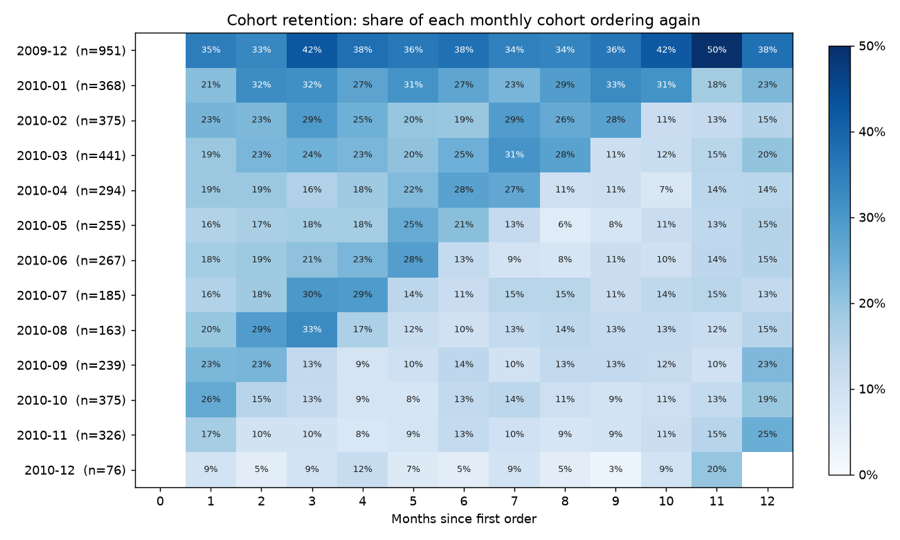 Cohort retention: share of each monthly cohort ordering again
2009-12 (n=951) 35% 33% 42% 38% 36% 38% 34% 34% 36% 42% 50% 38%
2010-01 (n=368) 21% 32% 32% 27% 31% 27% 23% 29% 33% 31% 18% 23%
2010-02 (n=375) 23% 23% 29% 25% 20% 19% 29% 26% 28% 11% 13% 15%
2010-03 (n=441) 19% 23% 24% 23% 20% 25% 31% 28% 11% 12% 15% 20%
2010-04 (n=294) 19% 19% 16% 18% 22% 28% 27% 11% 11% 7% 14% 14%
2010-05 (n=255) 16% 17% 18% 18% 25% 21% 13% 6% 8% 11% 13% 15%
2010-06 (n=267) 18% 19% 21% 23% 28% 13% 9% 8% 11% 10% 14% 15%
2010-07 (n=185) 16% 18% 30% 29% 14% 11% 15% 15% 11% 14% 15% 13%
2010-08 (n=163) 20% 29% 33% 17% 12% 10% 13% 14% 13% 13% 12% 15%
2010-09 (n=239) 23% 23% 13% 9% 10% 14% 10% 13% 13% 12% 10% 23%
2010-10 (n=375) 26% 15% 13% 9% 8% 13% 14% 11% 9% 11% 13% 19%
2010-11 (n=326) 17% 10% 10% 8% 9% 13% 10% 9% 9% 11% 15% 25%
2010-12 (n=76) 9% 5% 9% 12% 7% 5% 9% 5% 3% 9% 20%
0 1 2 3 4 5 6 7 8 9 10 11 12
Months since first order
50%
40%
30%
20%
10%
0%